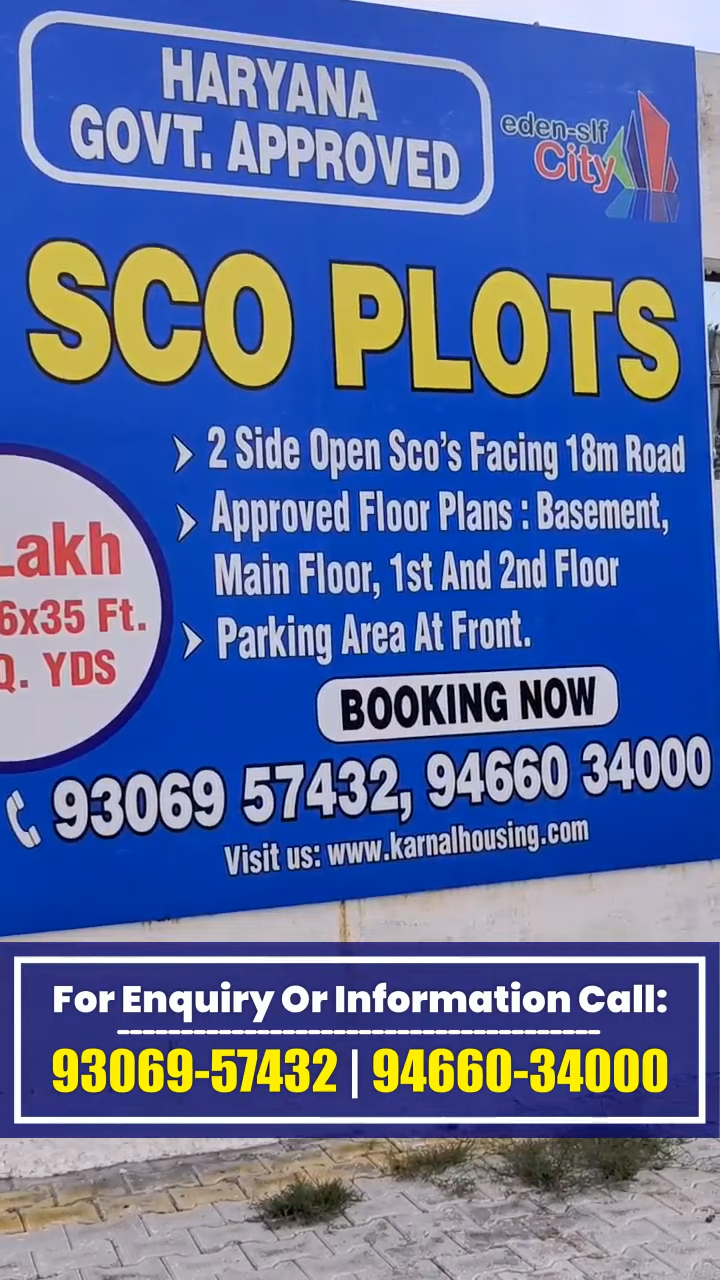 HARYANA
GOVT. APPROVED
eden-slf
City
SCO PLOTS
2 Side Open Sco's Facing 18m Road
Approved Floor Plans : Basement,
Main Floor, 1st And 2nd Floor
Parking Area At Front.
Lakh
6x35 Ft.
Q. YDS
BOOKING NOW
93069 57432, 94660 34000
Visit us: www.karnalhousing.com
For Enquiry Or Information Call:
93069-57432 | 94660-34000